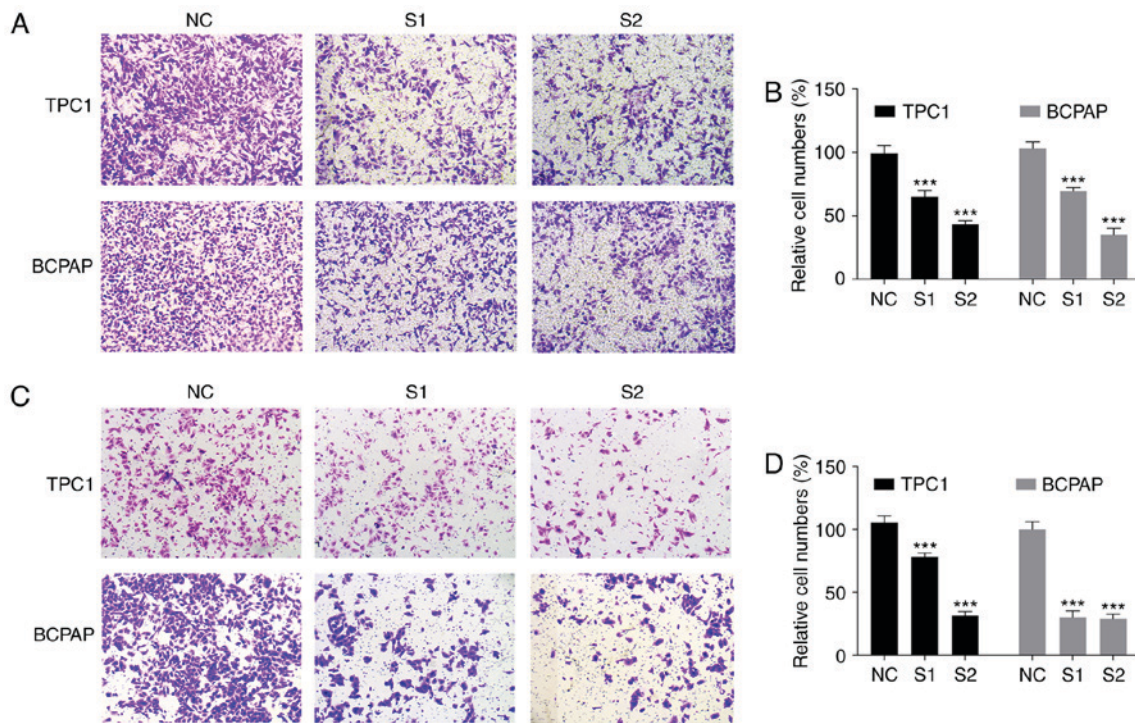 A
NC S1 S2
TPC1
BCPAP
B
Relative cell numbers (%)
150
100
50
0
TPC1 BCPAP
*** *** *** ***
NC S1 S2 NC S1 S2
C
NC S1 S2
TPC1
BCPAP
D
Relative cell numbers (%)
150
100
50
0
TPC1 BCPAP
*** *** *** ***
NC S1 S2 NC S1 S2